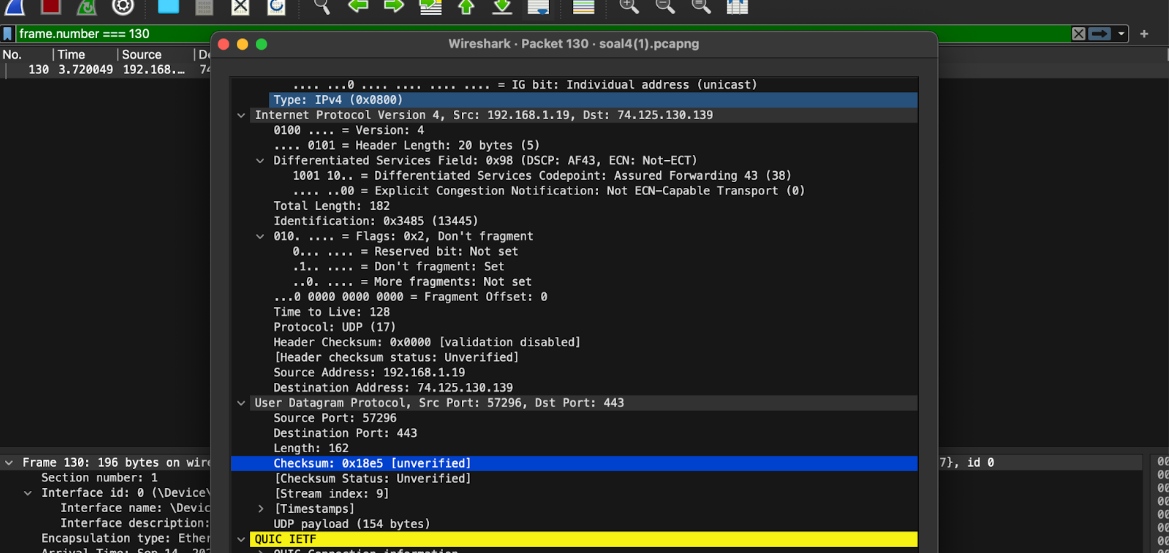 frame.number === 130
No. Time Source
130 3.720049 192.168.… 74
Wireshark · Packet 130 · soal4(1).pcapng
.... ...0 .... .... .... .... = IG bit: Individual address (unicast)
Type: IPv4 (0x0800)
Internet Protocol Version 4, Src: 192.168.1.19, Dst: 74.125.130.139
0100 .... = Version: 4
.... 0101 = Header Length: 20 bytes (5)
Differentiated Services Field: 0x98 (DSCP: AF43, ECN: Not-ECT)
1001 10.. = Differentiated Services Codepoint: Assured Forwarding 43 (38)
.... ..00 = Explicit Congestion Notification: Not ECN-Capable Transport (0)
Total Length: 182
Identification: 0x3485 (13445)
010. .... = Flags: 0x2, Don't fragment
0... .... = Reserved bit: Not set
.1.. .... = Don't fragment: Set
..0. .... = More fragments: Not set
...0 0000 0000 0000 = Fragment Offset: 0
Time to Live: 128
Protocol: UDP (17)
Header Checksum: 0x0000 [validation disabled]
[Header checksum status: Unverified]
Source Address: 192.168.1.19
Destination Address: 74.125.130.139
User Datagram Protocol, Src Port: 57296, Dst Port: 443
Source Port: 57296
Destination Port: 443
Length: 162
Checksum: 0x18e5 [unverified]
[Checksum Status: Unverified]
[Stream index: 9]
[Timestamps]
UDP payload (154 bytes)
QUIC IETF
QUIC Connection information
Frame 130: 196 bytes on wire
7}, id 0
Section number: 1
Interface id: 0 (\Device\
Interface name: \Devic
Interface description:
Encapsulation type: Ether
Arrival Time: Sep 14, 202